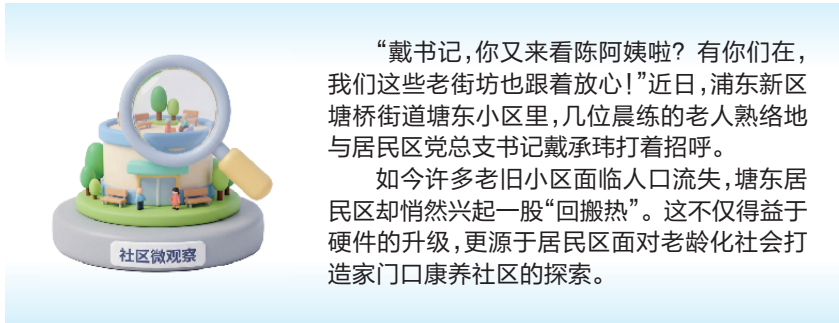 “戴书记,你又来看陈阿姨啦？有你们在,
我们这些老街坊也跟着放心!”近日,浦东新区
塘桥街道塘东小区里,几位晨练的老人熟络地
与居民区党总支书记戴承玮打着招呼。
如今许多老旧小区面临人口流失,塘东居
民区却悄然兴起一股“回搬热”。这不仅得益于
硬件的升级,更源于居民区面对老龄化社会打
造家门口康养社区的探索。
社区微观察